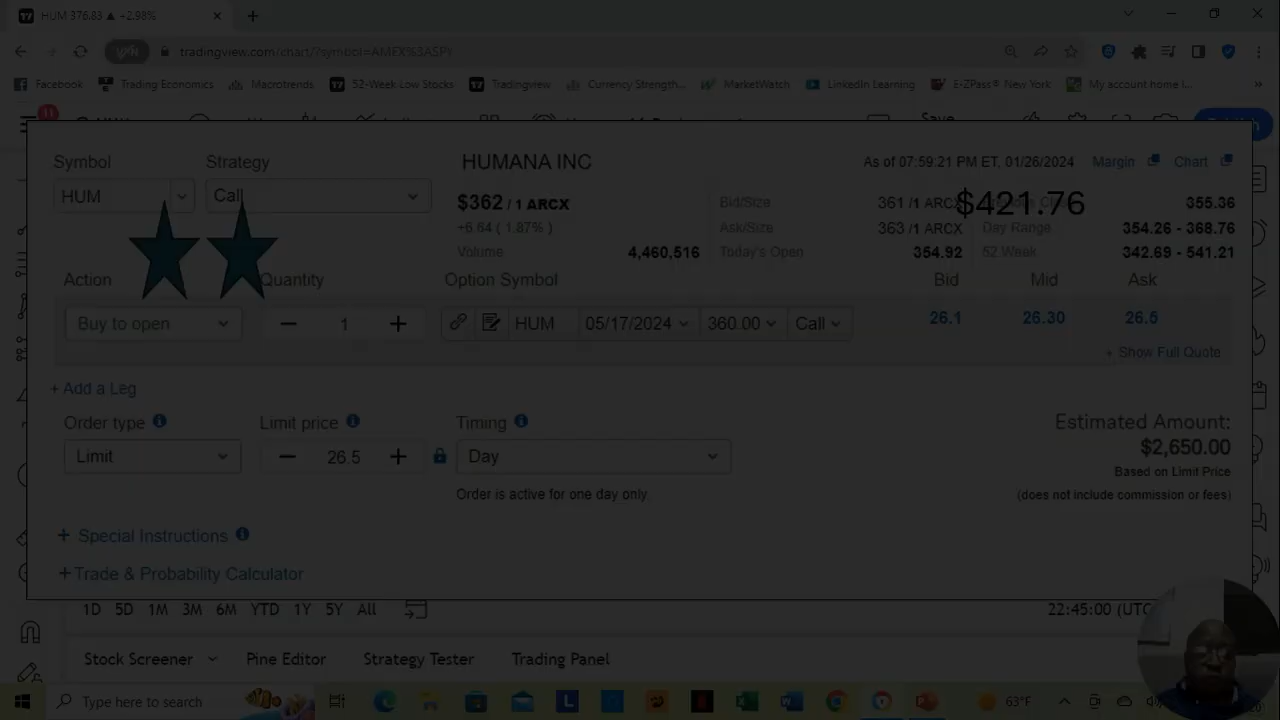 HUM 376.83 ▲ +2.98%
tradingview.com/chart/?symbol=AMEX%3ASPY
Facebook Trading Economics Macrotrends 52-Week Low Stocks Tradingview Currency Strength... MarketWatch LinkedIn Learning E-ZPass® New York My account home |...
11
Save
Symbol Strategy HUMANA INC As of 07:59:21 PM ET, 01/26/2024 Margin Chart
HUM Call $362 / 1 ARCX Bid/Size 361 /1 ARCX $421.76 355.36
+6.64 ( 1.87%) Ask/Size 363 /1 ARCX Day Range 354.26 - 368.76
Volume 4,460,516 Today's Open 354.92 52 Week 342.69 - 541.21
Action Quantity Option Symbol Bid Mid Ask
Buy to open 1 HUM 05/17/2024 360.00 Call 26.1 26.30 26.5
+ Show Full Quote
+ Add a Leg
Order type Limit price Timing Estimated Amount:
Limit 26.5 Day $2,650.00
Based on Limit Price
Order is active for one day only. (does not include commission or fees)
+ Special Instructions
+ Trade & Probability Calculator
1D 5D 1M 3M 6M YTD 1Y 5Y All 22:45:00 (UTC
Stock Screener Pine Editor Strategy Tester Trading Panel
Type here to search 63°F